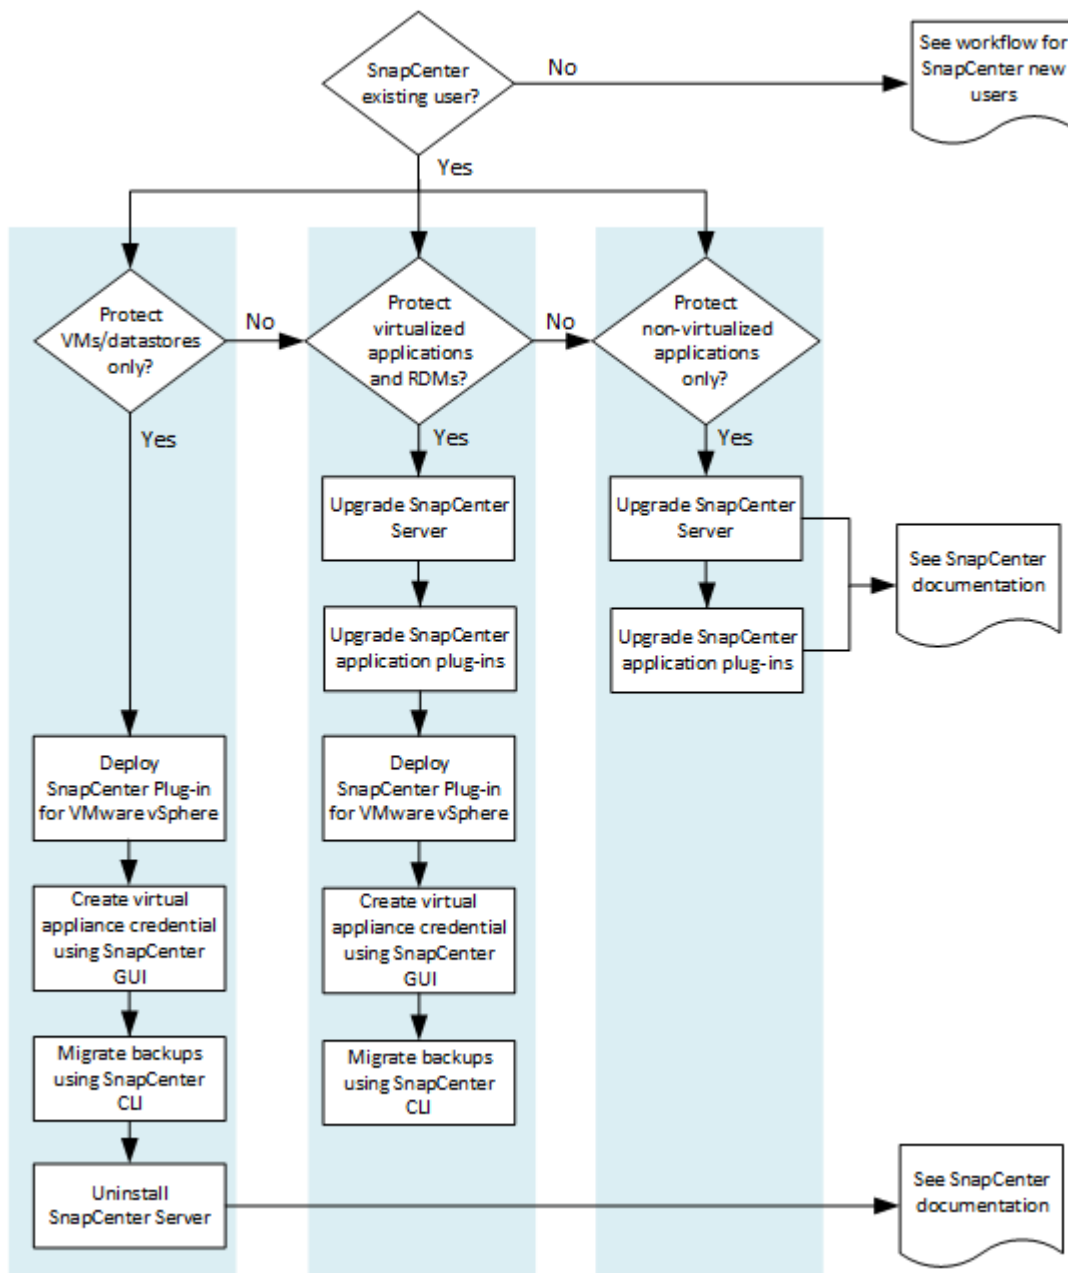 SnapCenter
existing user?
No
See workflow for
SnapCenter new
users
Yes
Protect
VMs/datastores
only?
No
Protect
virtualized
applications
and RDMs?
No
Protect
non-virtualized
applications
only?
Yes
Yes
Yes
Upgrade SnapCenter
Server
Upgrade SnapCenter
Server
See SnapCenter
documentation
Upgrade SnapCenter
application plug-ins
Upgrade SnapCenter
application plug-ins
Deploy
SnapCenter Plug-in
for VMware vSphere
Deploy
SnapCenter Plug-in
for VMware vSphere
Create virtual
appliance credential
using SnapCenter
GUI
Create virtual
appliance credential
using SnapCenter
GUI
Migrate backups
using SnapCenter
CLI
Migrate backups
using SnapCenter
CLI
Uninstall
SnapCenter Server
See SnapCenter
documentation